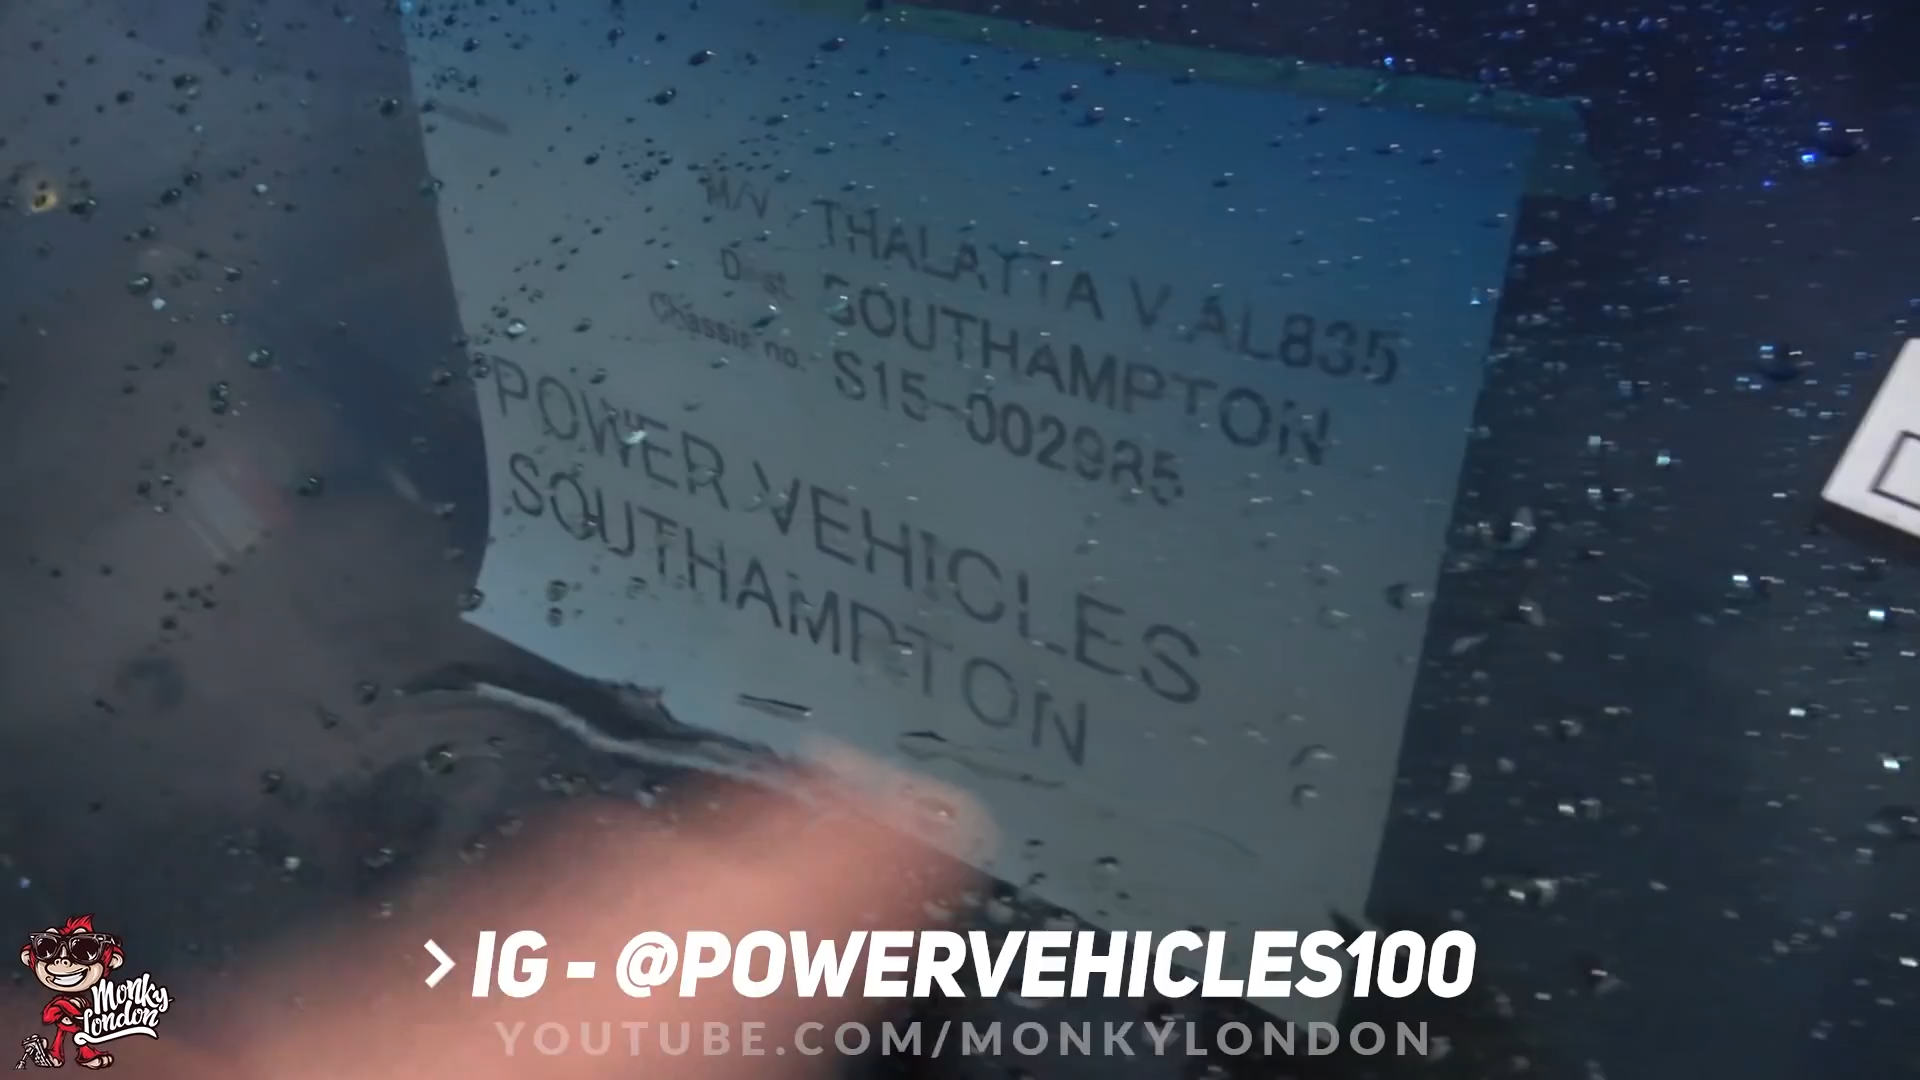 M/V THALATTA V.AL835
Dest. SOUTHAMPTON
Chassis no. S15-002985
POWER VEHICLES
SOUTHAMPTON
> IG - @POWERVEHICLES100
YOUTUBE.COM/MONKYLONDON
Monky
London